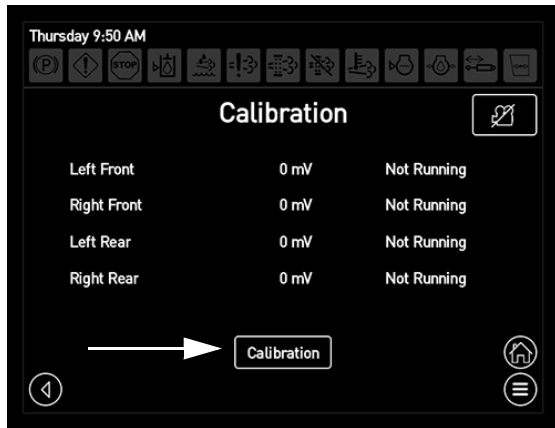 Thursday 9:50 AM
(P) STOP
Calibration
Left Front 0 mV Not Running
Right Front 0 mV Not Running
Left Rear 0 mV Not Running
Right Rear 0 mV Not Running
Calibration